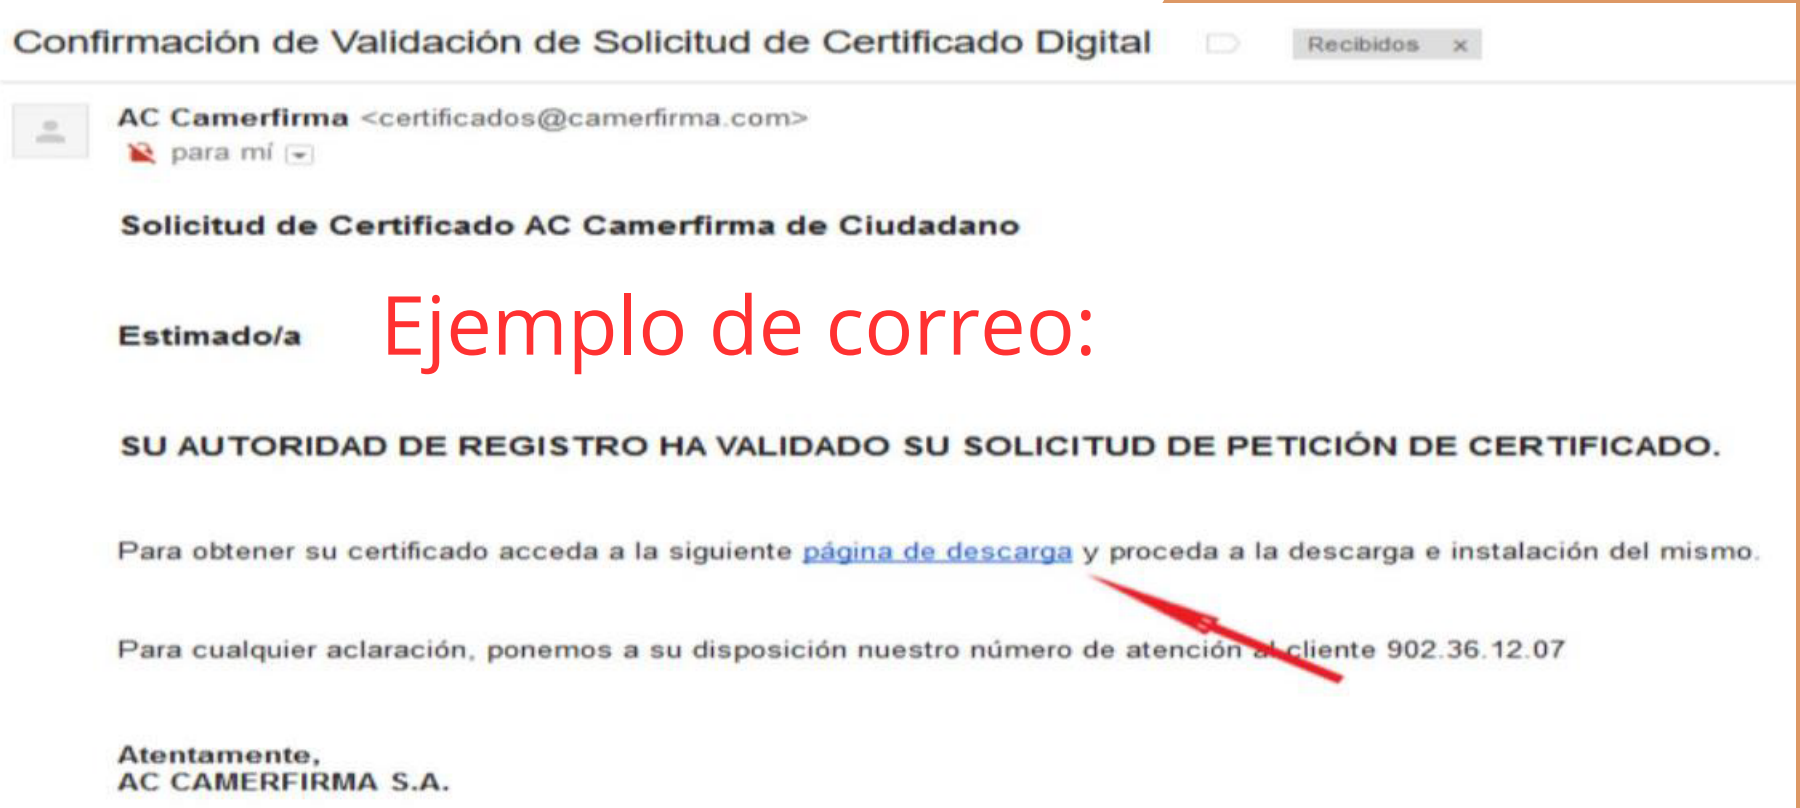 Confirmación de Validación de Solicitud de Certificado Digital Recibidos x
AC Camerfirma <certificados@camerfirma.com>
para mí
Solicitud de Certificado AC Camerfirma de Ciudadano
Estimado/a Ejemplo de correo:
SU AUTORIDAD DE REGISTRO HA VALIDADO SU SOLICITUD DE PETICIÓN DE CERTIFICADO.
Para obtener su certificado acceda a la siguiente página de descarga y proceda a la descarga e instalación del mismo.
Para cualquier aclaración, ponemos a su disposición nuestro número de atención al cliente 902.36.12.07
Atentamente,
AC CAMERFIRMA S.A.